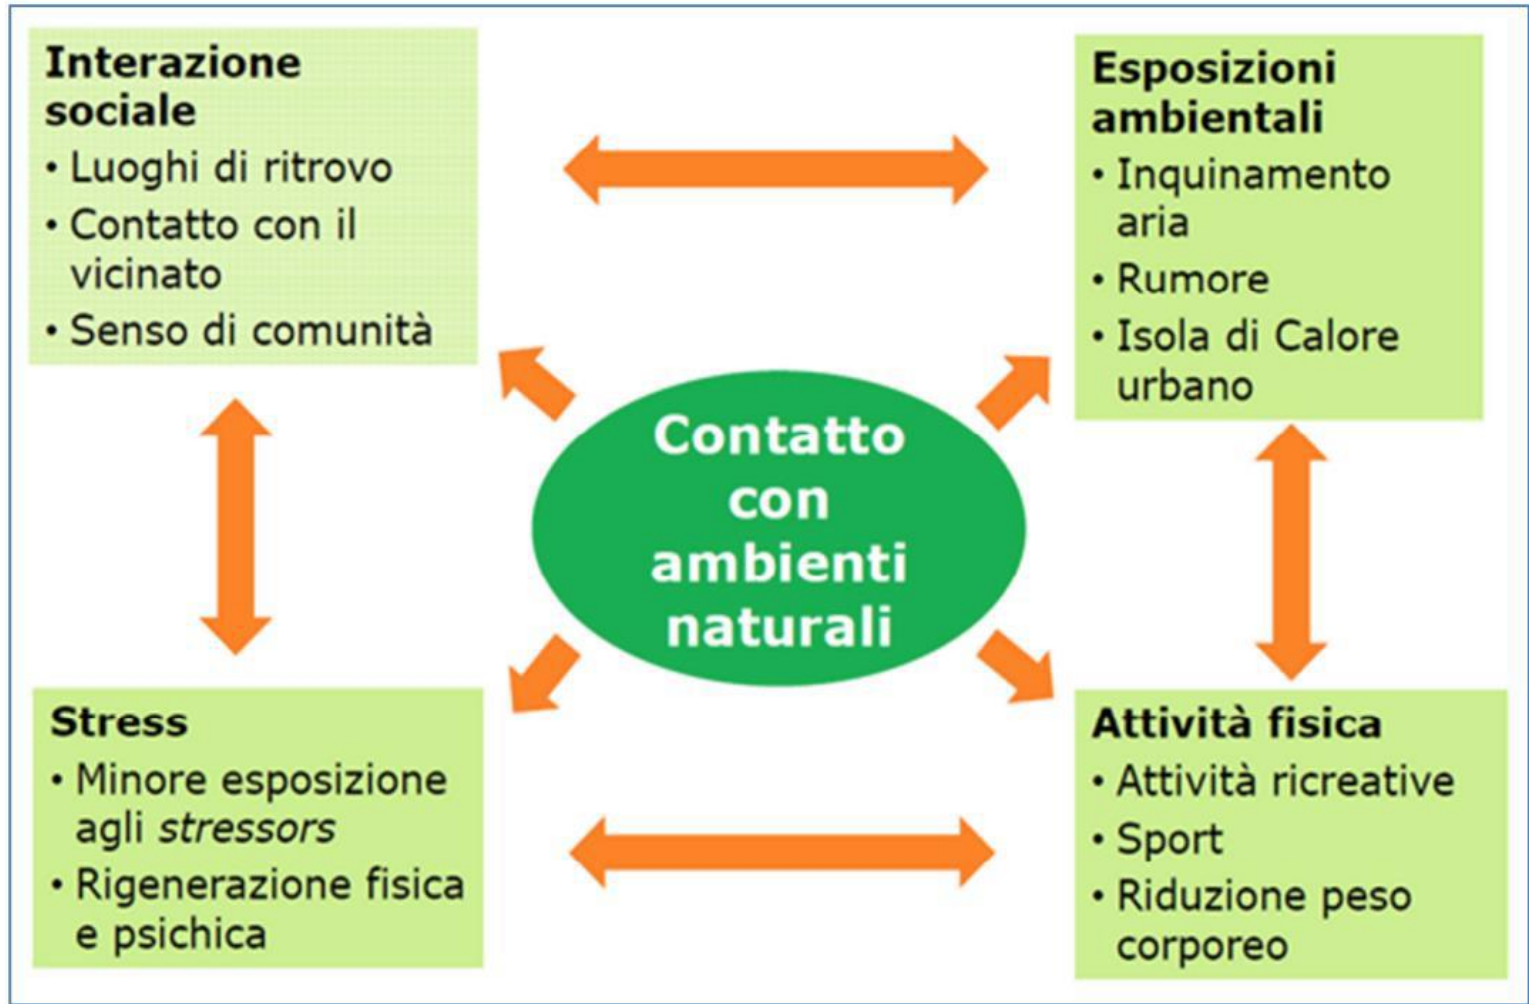 Interazione
sociale
• Luoghi di ritrovo
• Contatto con il
vicinato
• Senso di comunità
Esposizioni
ambientali
• Inquinamento
aria
• Rumore
• Isola di Calore
urbano
Contatto
con
ambienti
naturali
Stress
• Minore esposizione
agli stressors
• Rigenerazione fisica
e psichica
Attività fisica
• Attività ricreative
• Sport
• Riduzione peso
corporeo